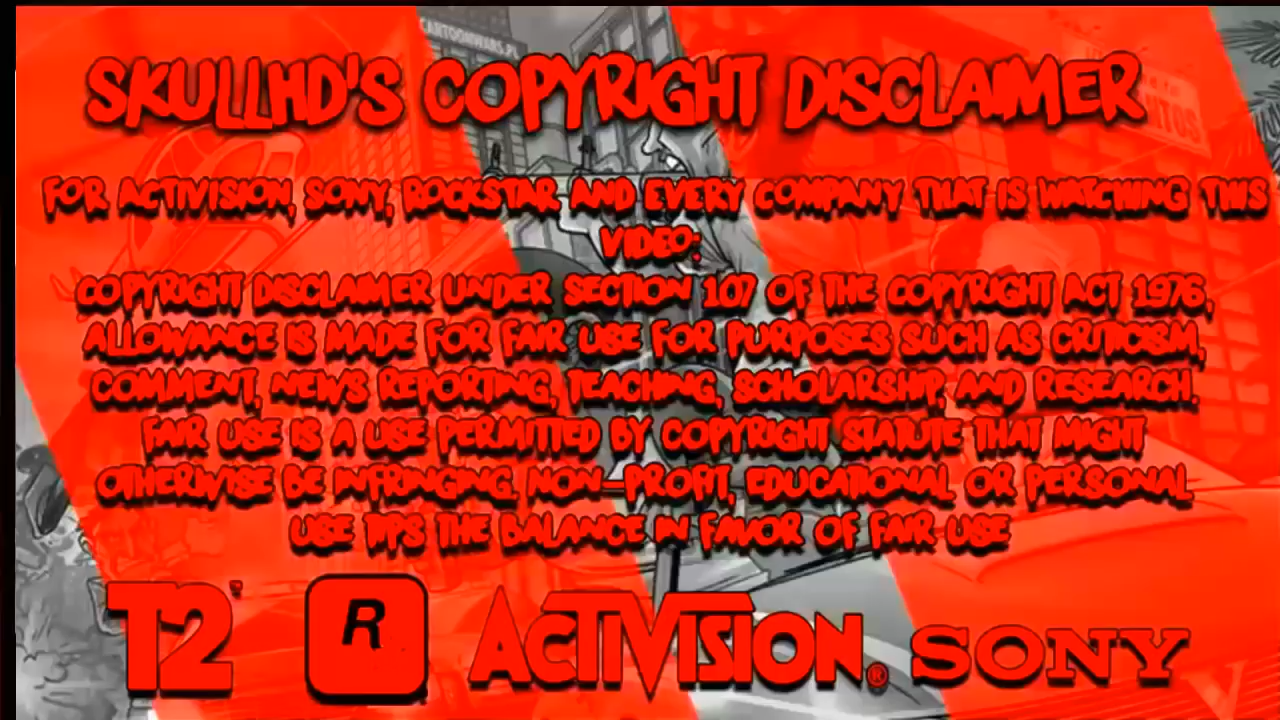 CARTOONWARS.PL
SKULLHD'S COPYRIGHT DISCLAIMER
FOR ACTIVISION, SONY, ROCKSTAR AND EVERY COMPANY THAT IS WATCHING THIS
VIDEO:
COPYRIGHT DISCLAIMER UNDER SECTION 107 OF THE COPYRIGHT ACT 1976,
ALLOWANCE IS MADE FOR FAIR USE FOR PURPOSES SUCH AS CRITICISM,
COMMENT, NEWS REPORTING, TEACHING, SCHOLARSHIP, AND RESEARCH.
FAIR USE IS A USE PERMITTED BY COPYRIGHT STATUTE THAT MIGHT
OTHERWISE BE INFRINGING. NON-PROFIT, EDUCATIONAL OR PERSONAL
USE TIPS THE BALANCE IN FAVOR OF FAIR USE
T2 R ACTIVISION® SONY